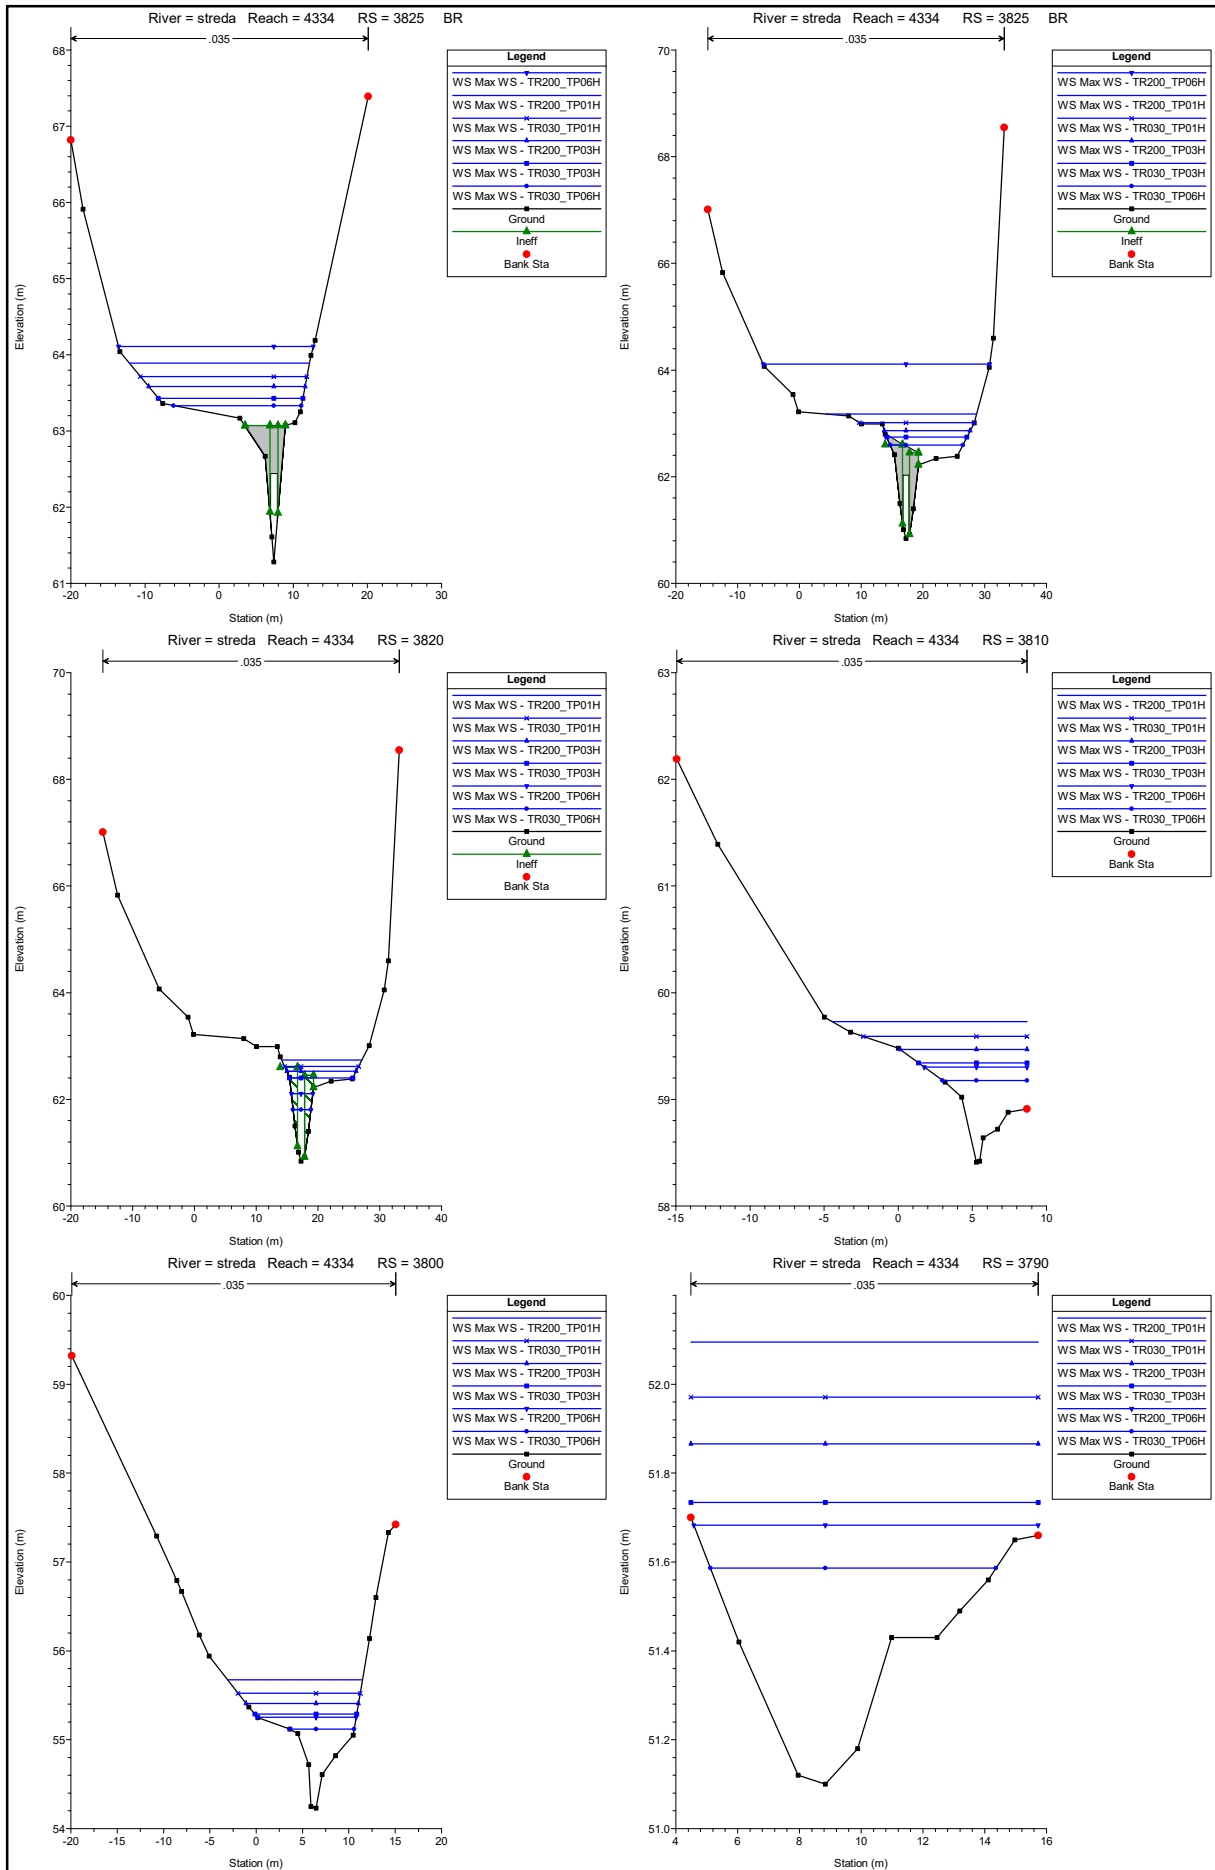 River = streda   Reach = 4334      RS = 3825     BR
.035
Legend
WS Max WS - TR200_TP06H
WS Max WS - TR200_TP01H
WS Max WS - TR030_TP01H
WS Max WS - TR200_TP03H
WS Max WS - TR030_TP03H
WS Max WS - TR030_TP06H
Ground
Ineff
Bank Sta
68
67
66
65
64
63
62
61
Elevation (m)
-20 -10 0 10 20 30
Station (m)
River = streda   Reach = 4334      RS = 3825     BR
.035
Legend
WS Max WS - TR200_TP06H
WS Max WS - TR200_TP01H
WS Max WS - TR030_TP01H
WS Max WS - TR200_TP03H
WS Max WS - TR030_TP03H
WS Max WS - TR030_TP06H
Ground
Ineff
Bank Sta
70
68
66
64
62
60
Elevation (m)
-20 -10 0 10 20 30 40
Station (m)
River = streda   Reach = 4334      RS = 3820
.035
Legend
WS Max WS - TR200_TP01H
WS Max WS - TR030_TP01H
WS Max WS - TR200_TP03H
WS Max WS - TR030_TP03H
WS Max WS - TR200_TP06H
WS Max WS - TR030_TP06H
Ground
Ineff
Bank Sta
70
68
66
64
62
60
Elevation (m)
-20 -10 0 10 20 30 40
Station (m)
River = streda   Reach = 4334      RS = 3810
.035
Legend
WS Max WS - TR200_TP01H
WS Max WS - TR030_TP01H
WS Max WS - TR200_TP03H
WS Max WS - TR030_TP03H
WS Max WS - TR200_TP06H
WS Max WS - TR030_TP06H
Ground
Bank Sta
63
62
61
60
59
58
Elevation (m)
-15 -10 -5 0 5 10
Station (m)
River = streda   Reach = 4334      RS = 3800
.035
Legend
WS Max WS - TR200_TP01H
WS Max WS - TR030_TP01H
WS Max WS - TR200_TP03H
WS Max WS - TR030_TP03H
WS Max WS - TR200_TP06H
WS Max WS - TR030_TP06H
Ground
Bank Sta
60
59
58
57
56
55
54
Elevation (m)
-20 -15 -10 -5 0 5 10 15 20
Station (m)
River = streda   Reach = 4334      RS = 3790
.035
Legend
WS Max WS - TR200_TP01H
WS Max WS - TR030_TP01H
WS Max WS - TR200_TP03H
WS Max WS - TR030_TP03H
WS Max WS - TR200_TP06H
WS Max WS - TR030_TP06H
Ground
Bank Sta
52.0
51.8
51.6
51.4
51.2
51.0
Elevation (m)
4 6 8 10 12 14 16
Station (m)